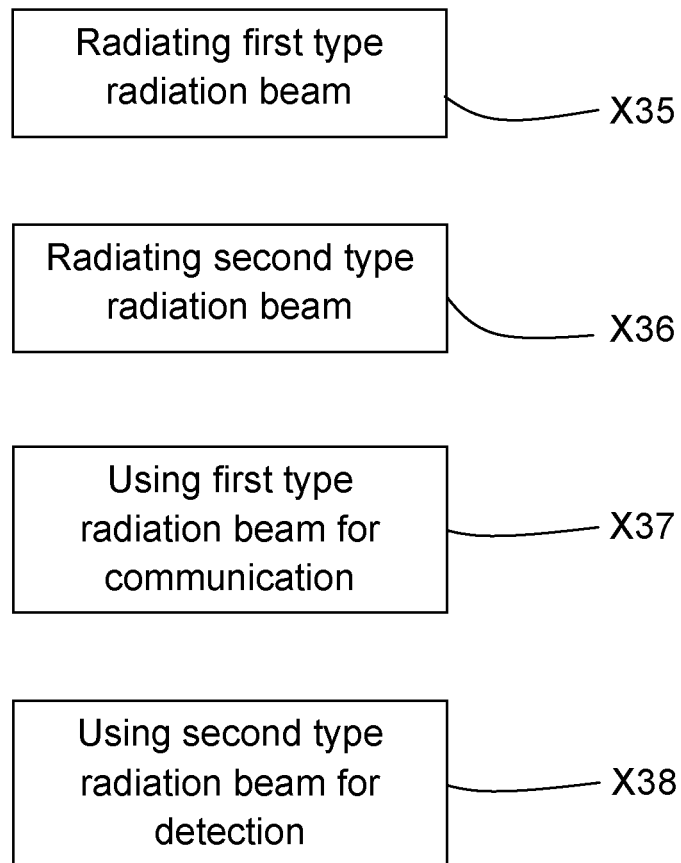 Radiating first type
radiation beam
X35
Radiating second type
radiation beam
X36
Using first type
radiation beam for
communication
X37
Using second type
radiation beam for
detection
X38